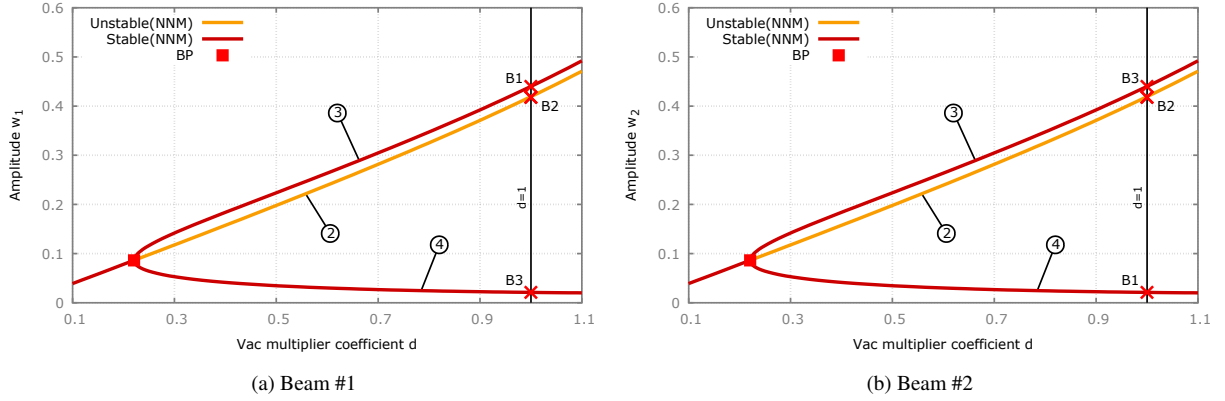 0.6
0.5
0.4
0.3
0.2
0.1
0
Amplitude w1
Unstable(NNM)
Stable(NNM)
BP
B1
B2
B3
d=1
3
2
4
0.1 0.3 0.5 0.7 0.9 1.1
Vac multiplier coefficient d
(a) Beam #1
0.6
0.5
0.4
0.3
0.2
0.1
0
Amplitude w2
Unstable(NNM)
Stable(NNM)
BP
B3
B2
B1
d=1
3
2
4
0.1 0.3 0.5 0.7 0.9 1.1
Vac multiplier coefficient d
(b) Beam #2